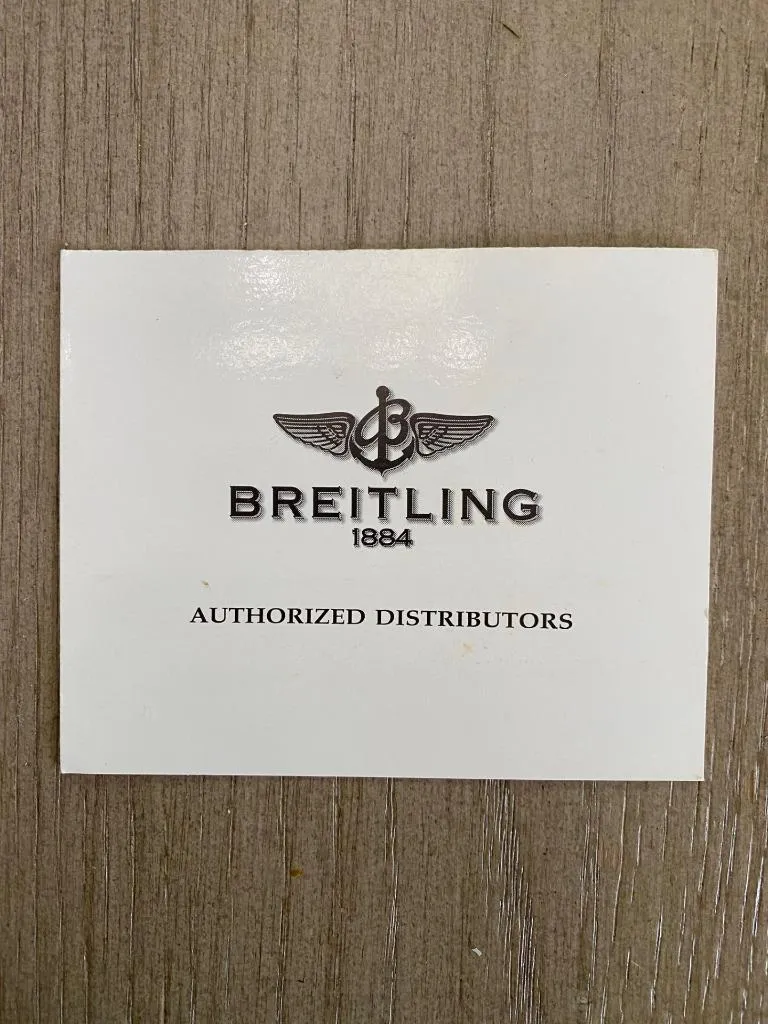 B
BREITLING
1884
AUTHORIZED DISTRIBUTORS